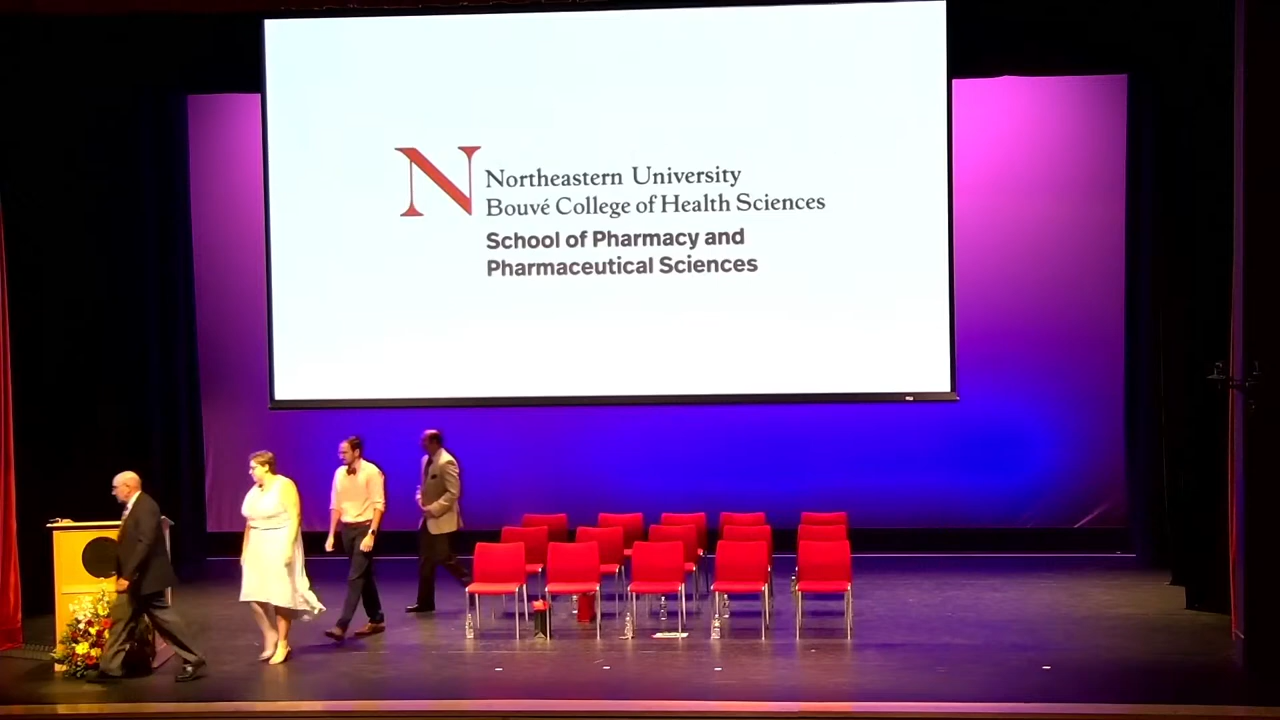 N
Northeastern University
Bouvé College of Health Sciences
School of Pharmacy and
Pharmaceutical Sciences